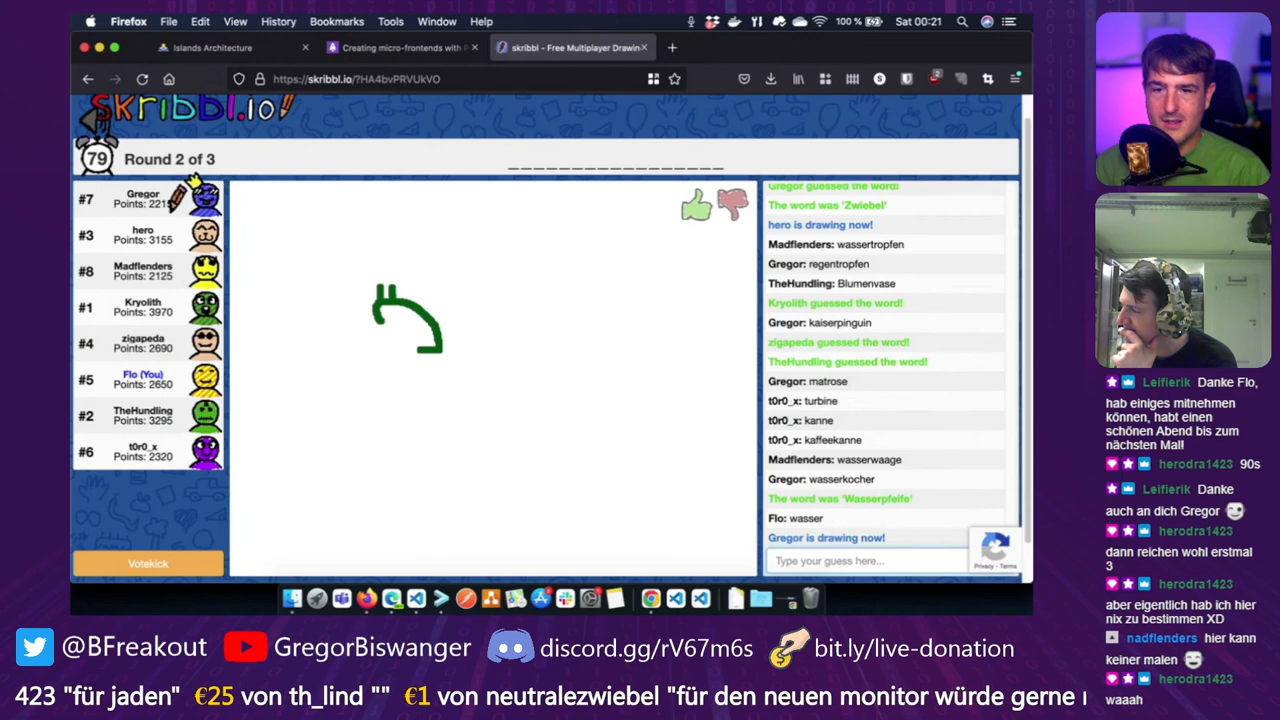 Firefox File Edit View History Bookmarks Tools Window Help 100 % Sat 00:21
Islands Architecture
Creating micro-frontends with
skribbl - Free Multiplayer Drawin
https://skribbl.io/?HA4bvPRVUkVO
skribbl.io!
79 Round 2 of 3
#7 Gregor
Points: 2215
#3 hero
Points: 3155
#8 Madflenders
Points: 2125
#1 Kryolith
Points: 3970
#4 zigapeda
Points: 2690
#5 Flo (You)
Points: 2650
#2 TheHundling
Points: 3295
#6 t0r0_x
Points: 2320
Votekick
Gregor guessed the word!
The word was 'Zwiebel'
hero is drawing now!
Madflenders: wassertropfen
Gregor: regentropfen
TheHundling: Blumenvase
Kryolith guessed the word!
Gregor: kaiserpinguin
zigapeda guessed the word!
TheHundling guessed the word!
Gregor: matrose
t0r0_x: turbine
t0r0_x: kanne
t0r0_x: kaffeekanne
Madflenders: wasserwaage
Gregor: wasserkocher
The word was 'Wasserpfeife'
Flo: wasser
Gregor is drawing now!
Type your guess here...
Privacy - Terms
Leifierik Danke Flo,
hab einiges mitnehmen
können, habt einen
schönen Abend bis zum
nächsten Mal!
herodra1423 90s
Leifierik Danke
auch an dich Gregor
herodra1423
dann reichen wohl erstmal
3
herodra1423
aber eigentlich hab ich hier
nix zu bestimmen XD
nadflenders hier kann
keiner malen
herodra1423
waaah
@BFreakout GregorBiswanger discord.gg/rV67m6s bit.ly/live-donation
423 "für jaden" €25 von th_lind "" €1 von neutralezwiebel "für den neuen monitor würde gerne